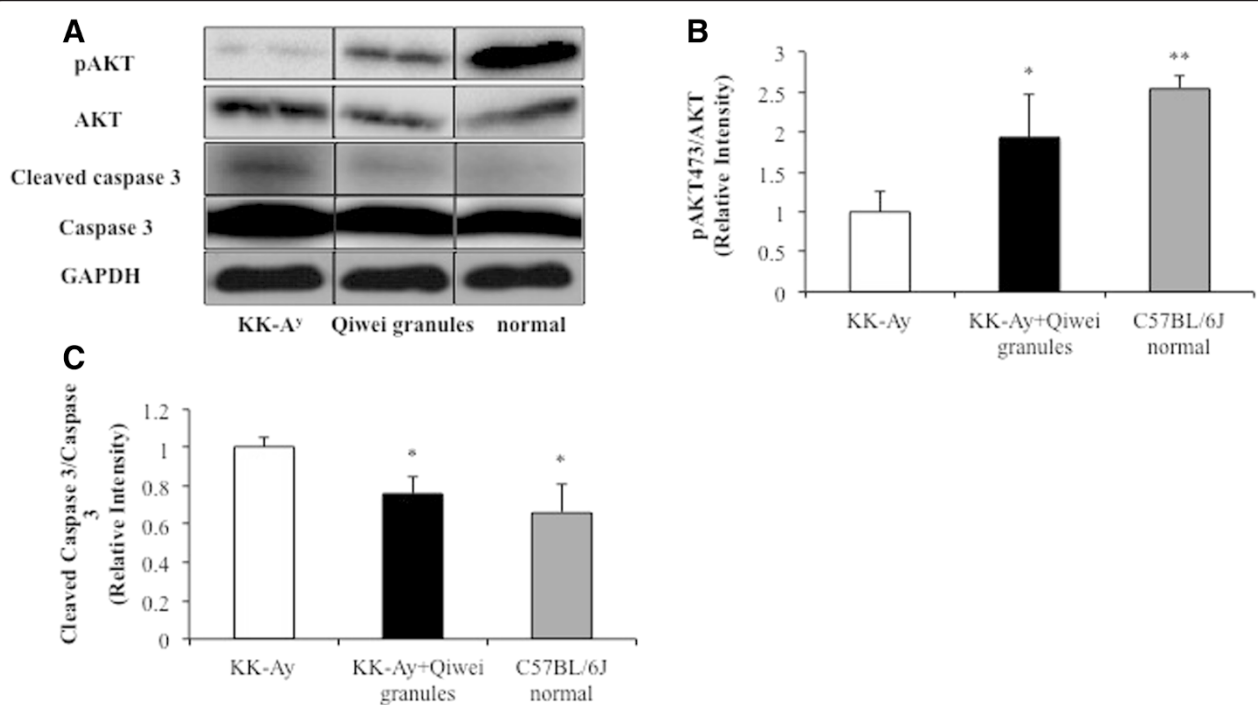 A
pAKT
AKT
Cleaved caspase 3
Caspase 3
GAPDH
KK-Aʸ Qiwei granules normal
B
pAKT473/AKT
(Relative Intensity)
3
2.5
2
1.5
1
0.5
0
*
**
KK-Ay
KK-Ay+Qiwei
granules
C57BL/6J
normal
C
Cleaved Caspase 3/Caspase
3
(Relative Intensity)
1.2
1
0.8
0.6
0.4
0.2
0
*
*
KK-Ay
KK-Ay+Qiwei
granules
C57BL/6J
normal